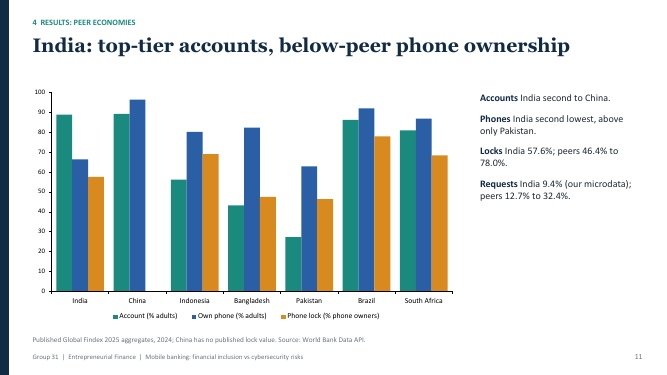 4 RESULTS: PEER ECONOMIES
India: top-tier accounts, below-peer phone ownership
100
90
80
70
60
50
40
30
20
10
0
India
China
Indonesia
Bangladesh
Pakistan
Brazil
South Africa
Account (% adults)
Own phone (% adults)
Phone lock (% phone owners)
Accounts India second to China.
Phones India second lowest, above
only Pakistan.
Locks India 57.6%; peers 46.4% to
78.0%.
Requests India 9.4% (our microdata);
peers 12.7% to 32.4%.
Published Global Findex 2025 aggregates, 2024; China has no published lock value. Source: World Bank Data API.
Group 31 | Entrepreneurial Finance | Mobile banking: financial inclusion vs cybersecurity risks
11